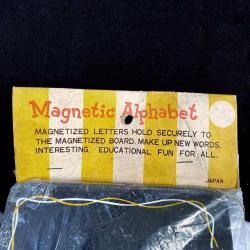 Magnetic Alphabet
MAGNETIZED LETTERS HOLD SECURELY TO
THE MAGNETIZED BOARD. MAKE UP NEW WORDS.
INTERESTING. EDUCATIONAL FUN FOR ALL.
JAPAN